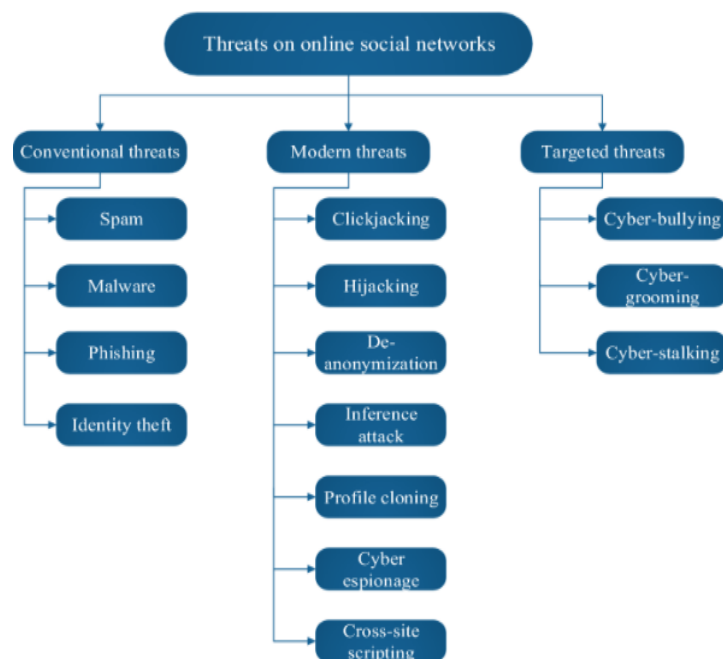 Threats on online social networks
Conventional threats
Modern threats
Targeted threats
Spam
Malware
Phishing
Identity theft
Clickjacking
Hijacking
De-
anonymization
Inference
attack
Profile cloning
Cyber
espionage
Cross-site
scripting
Cyber-bullying
Cyber-
grooming
Cyber-stalking